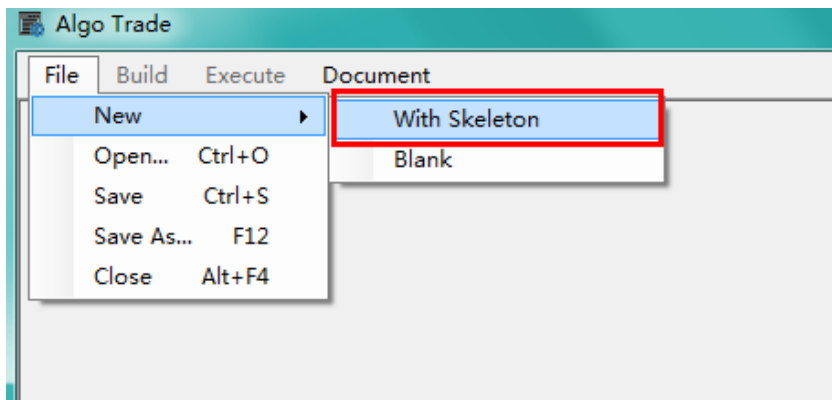 Algo Trade
File Build Execute Document
New
With Skeleton
Open... Ctrl+O
Blank
Save Ctrl+S
Save As... F12
Close Alt+F4